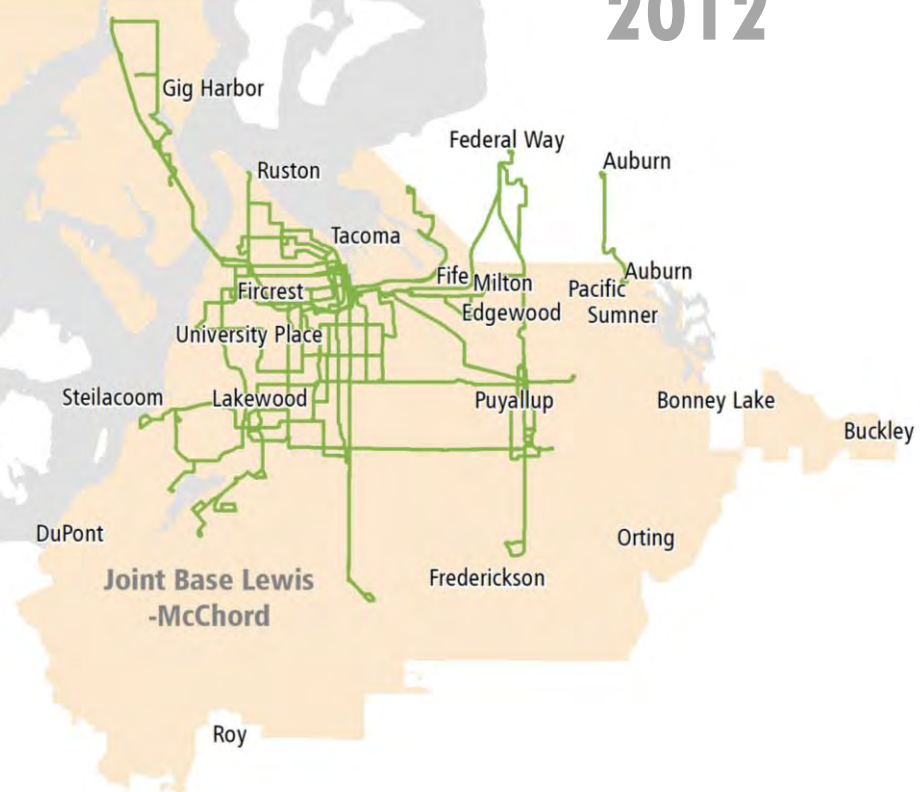 2012
Gig Harbor
Federal Way
Auburn
Ruston
Tacoma
Fife
Milton
Auburn
Pacific
Fircrest
Edgewood
Sumner
University Place
Steilacoom
Lakewood
Puyallup
Bonney Lake
Buckley
DuPont
Orting
Joint Base Lewis
-McChord
Frederickson
Roy